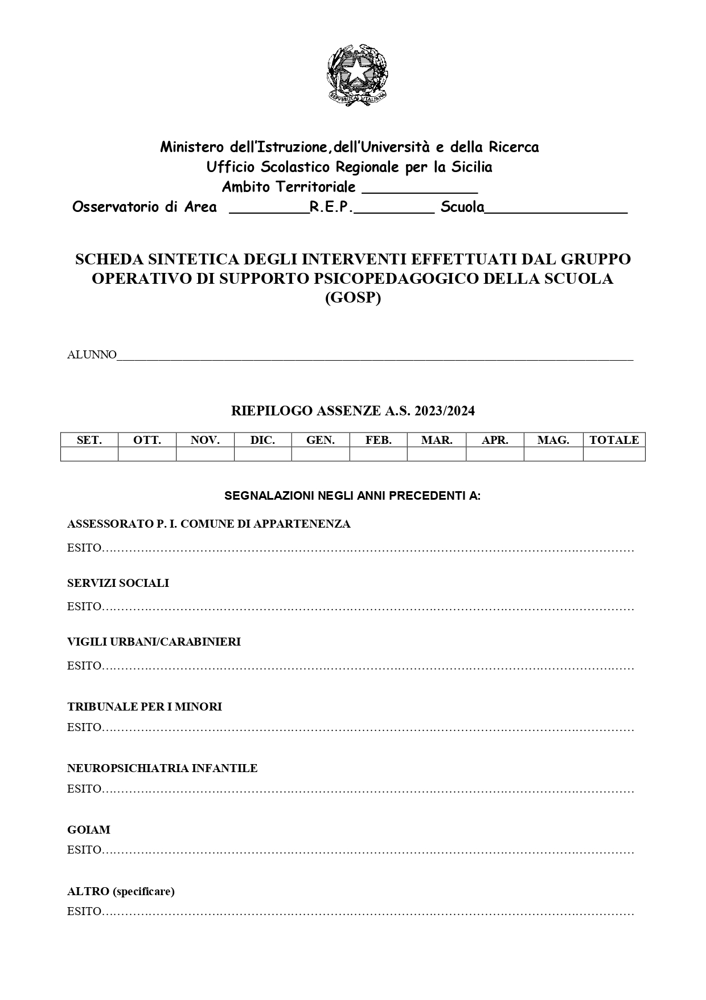 REPVBBLICA ITALIANA
Ministero dell'Istruzione,dell'Università e della Ricerca
Ufficio Scolastico Regionale per la Sicilia
Ambito Territoriale _____________
Osservatorio di Area _________R.E.P._________ Scuola________________
SCHEDA SINTETICA DEGLI INTERVENTI EFFETTUATI DAL GRUPPO
OPERATIVO DI SUPPORTO PSICOPEDAGOGICO DELLA SCUOLA
(GOSP)
ALUNNO______________________________________________________________________________________
RIEPILOGO ASSENZE A.S. 2023/2024
SET. OTT. NOV. DIC. GEN. FEB. MAR. APR. MAG. TOTALE
SEGNALAZIONI NEGLI ANNI PRECEDENTI A:
ASSESSORATO P. I. COMUNE DI APPARTENENZA
ESITO……………………………………………………………………………………………………………………
SERVIZI SOCIALI
ESITO……………………………………………………………………………………………………………………
VIGILI URBANI/CARABINIERI
ESITO……………………………………………………………………………………………………………………
TRIBUNALE PER I MINORI
ESITO……………………………………………………………………………………………………………………
NEUROPSICHIATRIA INFANTILE
ESITO……………………………………………………………………………………………………………………
GOIAM
ESITO……………………………………………………………………………………………………………………
ALTRO (specificare)
ESITO……………………………………………………………………………………………………………………